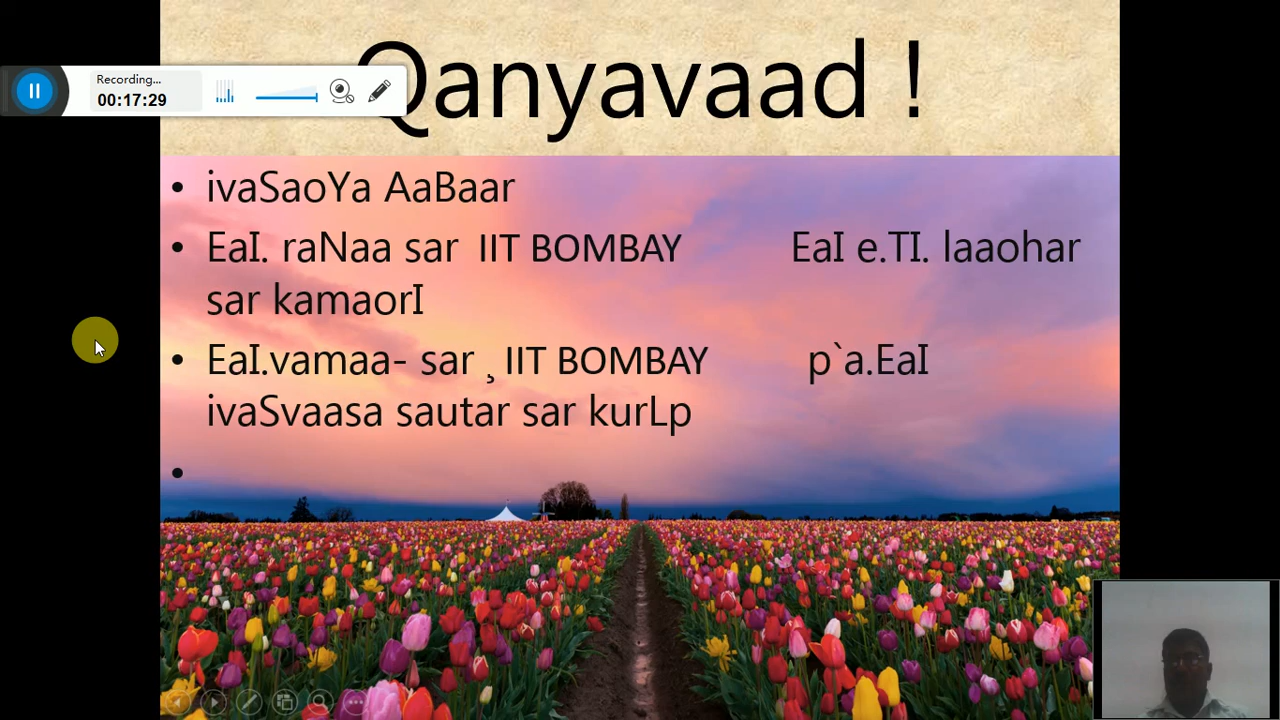 Recording...
00:17:29
Qanyavaad !
• ivaSaoYa AaBaar
• EaI. raNaa sar IIT BOMBAY EaI e.TI. laaohar
sar kamaorI
• EaI.vamaa- sar ¸ IIT BOMBAY p`a.EaI
ivaSvaasa sautar sar kurLp
•